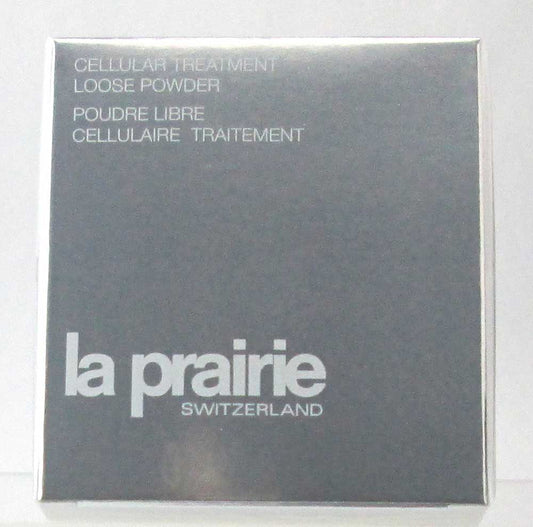 CELLULAR TREATMENT
LOOSE POWDER
POUDRE LIBRE
CELLULAIRE TRAITEMENT
la prairie
SWITZERLAND